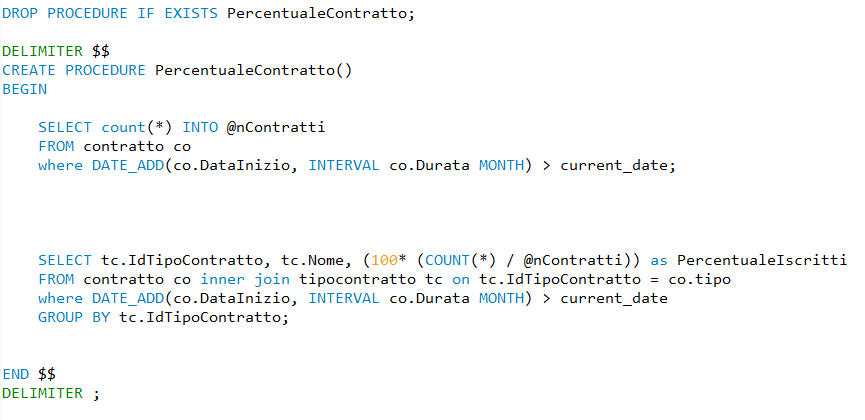 DROP PROCEDURE IF EXISTS PercentualeContratto;
DELIMITER $$
CREATE PROCEDURE PercentualeContratto()
BEGIN
SELECT count(*) INTO @nContratti
FROM contratto co
where DATE_ADD(co.DataInizio, INTERVAL co.Durata MONTH) > current_date;
SELECT tc.IdTipoContratto, tc.Nome, (100* (COUNT(*) / @nContratti)) as PercentualeIscritti
FROM contratto co inner join tipocontratto tc on tc.IdTipoContratto = co.tipo
where DATE_ADD(co.DataInizio, INTERVAL co.Durata MONTH) > current_date
GROUP BY tc.IdTipoContratto;
END $$
DELIMITER ;